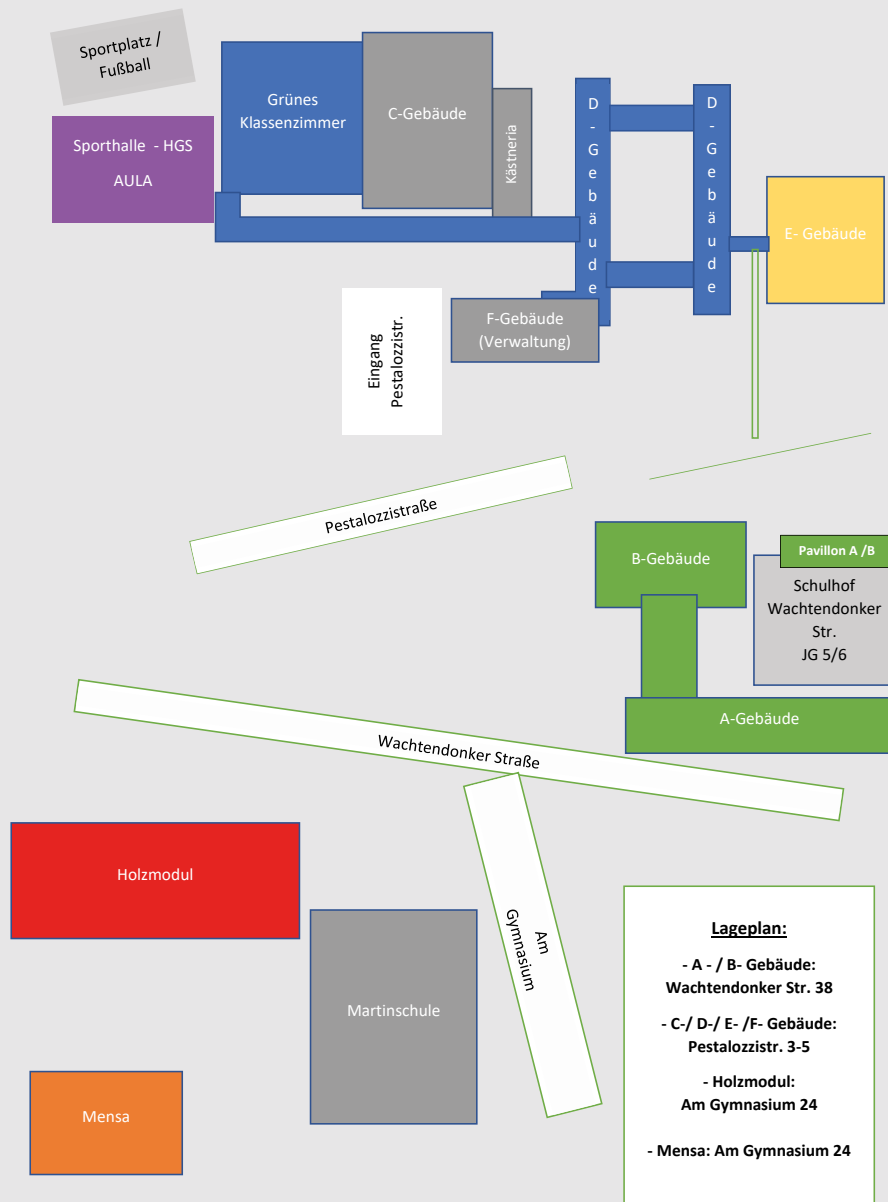 Sportplatz /
Fußball
Sporthalle - HGS
AULA
Grünes
Klassenzimmer
C-Gebäude
Kästneria
D-Gebäude
D-Gebäude
E- Gebäude
F-Gebäude
(Verwaltung)
Eingang
Pestalozzistr.
Pestalozzistraße
B-Gebäude
Pavillon A /B
Schulhof
Wachtendonker
Str.
JG 5/6
A-Gebäude
Wachtendonker Straße
Am
Gymnasium
Holzmodul
Martinschule
Mensa
Lageplan:
- A - / B- Gebäude:
Wachtendonker Str. 38
- C-/ D-/ E- /F- Gebäude:
Pestalozzistr. 3-5
- Holzmodul:
Am Gymnasium 24
- Mensa: Am Gymnasium 24